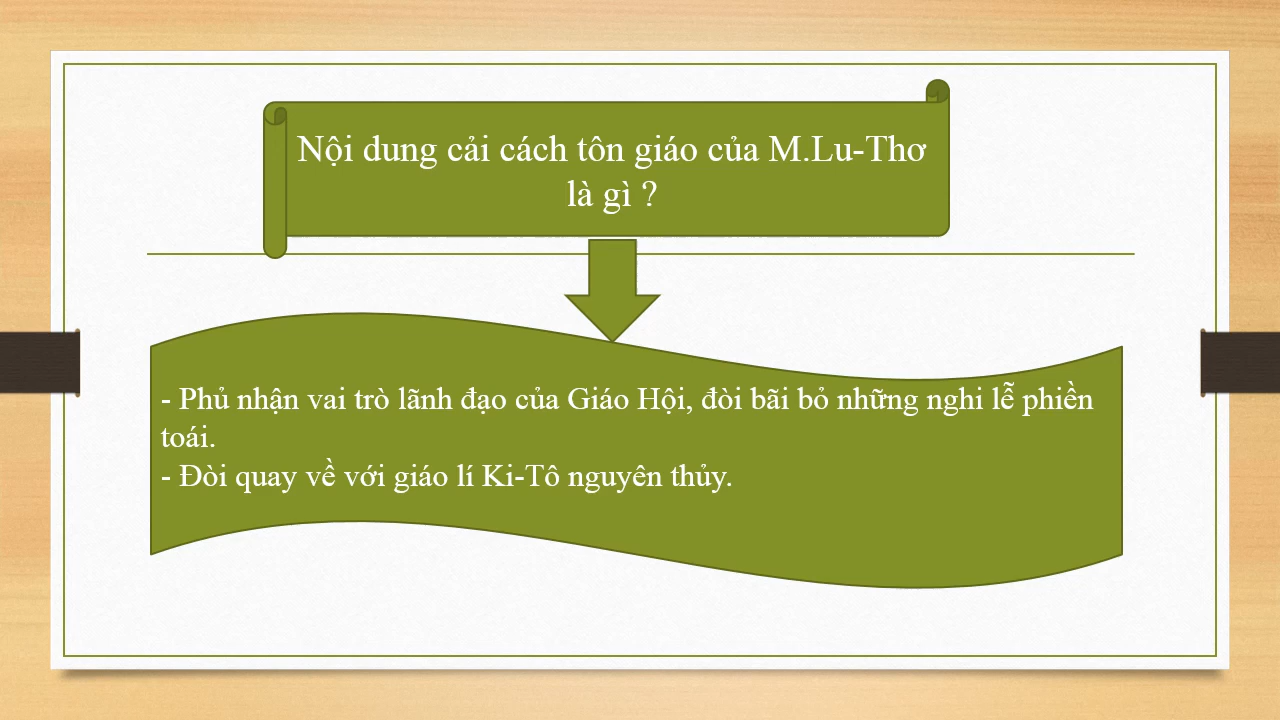 Nội dung cải cách tôn giáo của M.Lu-Thơ
là gì ?
- Phủ nhận vai trò lãnh đạo của Giáo Hội, đòi bãi bỏ những nghi lễ phiền
toái.
- Đòi quay về với giáo lí Ki-Tô nguyên thủy.